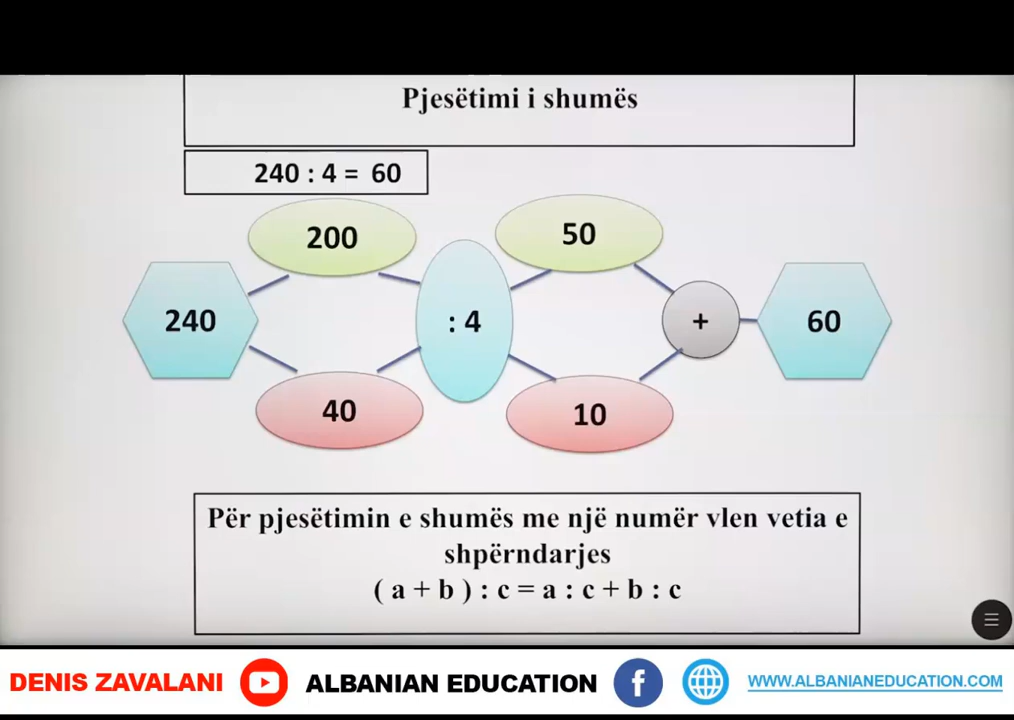 Pjesëtimi i shumës
240 : 4 = 60
200
50
240
: 4
+
60
40
10
Për pjesëtimin e shumës me një numër vlen vetia e
shpërndarjes
( a + b ) : c = a : c + b : c
DENIS ZAVALANI
ALBANIAN EDUCATION
f
WWW.ALBANIANEDUCATION.COM